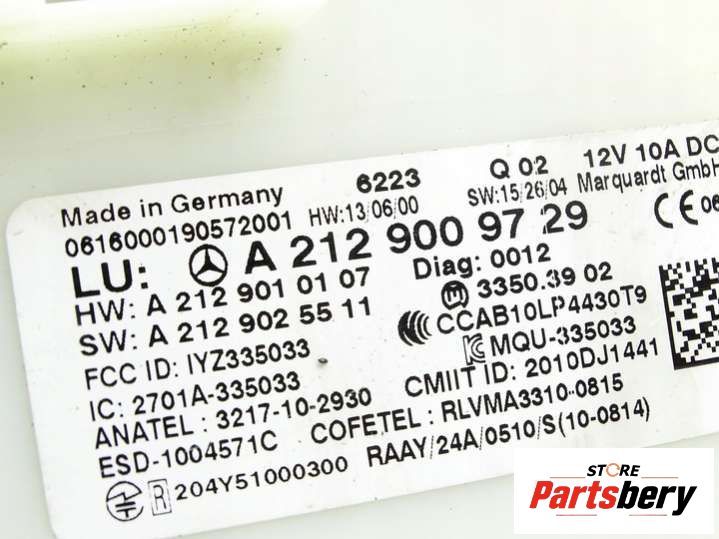 Made in Germany 6223 Q 02 12V 10A DC
0616000190572001 HW:13/06/00 SW:15/26/04 Marquardt GmbH
LU: A 212 900 97 29
HW: A 212 901 01 07 Diag: 0012
SW: A 212 902 55 11 3350.39 02
FCC ID: IYZ335033 CCAB10LP4430T9
IC: 2701A-335033 MQU-335033
ANATEL : 3217-10-2930 CMIIT ID: 2010DJ1441
ESD-1004571C COFETEL : RLVMA3310-0815
R 204Y51000300 RAAY/24A/0510/S(10-0814)
CE 06
STORE
Partsbery